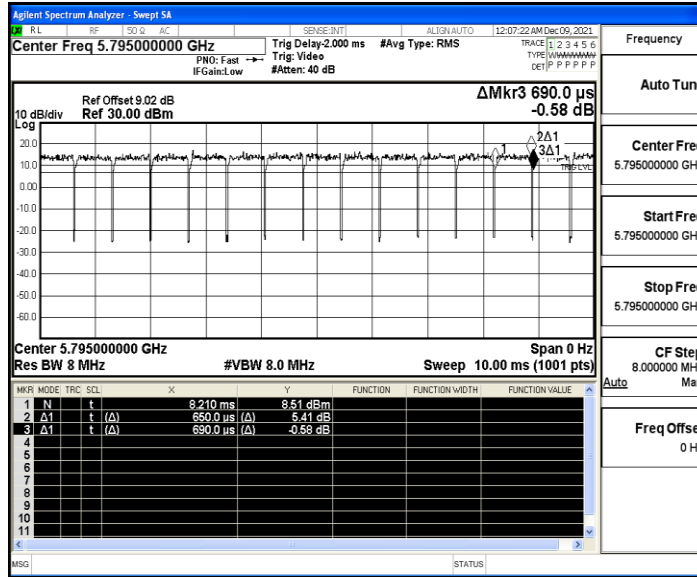 Agilent Spectrum Analyzer - Swept SA
LXI RL RF 50 Ω AC SENSE:INT ALIGNAUTO 12:07:22 AM Dec 09, 2021
Center Freq 5.795000000 GHz
PNO: Fast
IFGain:Low
Trig Delay-2.000 ms #Avg Type: RMS
Trig: Video
#Atten: 40 dB
TRACE 1 2 3 4 5 6
TYPE
DET P P P P P P
Frequency
ΔMkr3 690.0 µs
-0.58 dB
Ref Offset 9.02 dB
10 dB/div Ref 30.00 dBm
Log
20.0
10.0
0.00
-10.0
-20.0
-30.0
-40.0
-50.0
-60.0
1
2Δ1
3Δ1
TRIG LVL
Auto Tun
Center Fre
5.795000000 GH
Start Fre
5.795000000 GH
Stop Fre
5.795000000 GH
CF Step
8.000000 MH
Auto Ma
Freq Offse
0 H
Center 5.795000000 GHz Span 0 Hz
Res BW 8 MHz #VBW 8.0 MHz Sweep 10.00 ms (1001 pts)
MKR MODE TRC SCL X Y FUNCTION FUNCTION WIDTH FUNCTION VALUE
1 N t 8.210 ms 8.51 dBm
2 Δ1 t (Δ) 650.0 µs (Δ) 5.41 dB
3 Δ1 t (Δ) 690.0 µs (Δ) -0.58 dB
4
5
6
7
8
9
10
11
MSG STATUS